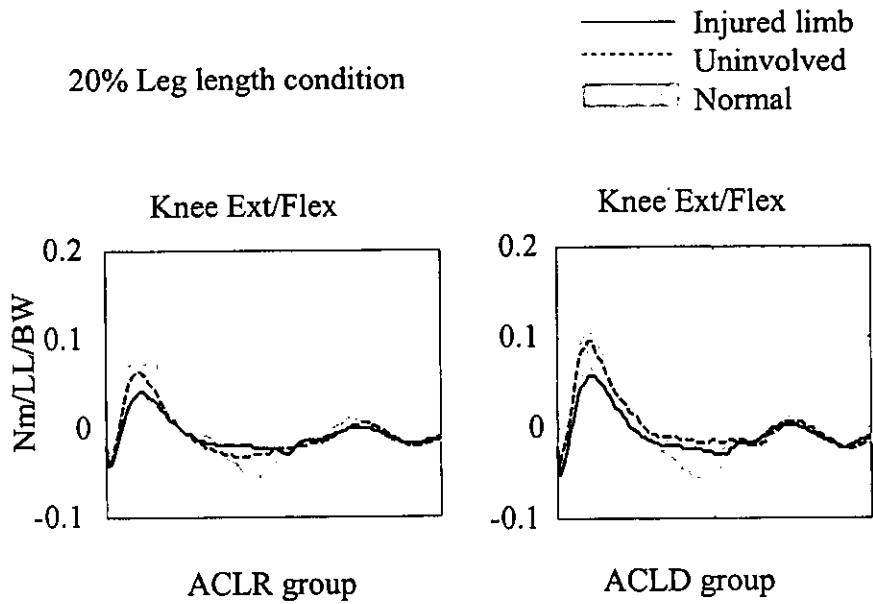 Injured limb
Uninvolved
20% Leg length condition
Normal
Knee Ext/Flex
Knee Ext/Flex
0.2
0.1
0
-0.1
Nm/LL/BW
0.2
0.1
0
-0.1
ACLR group
ACLD group